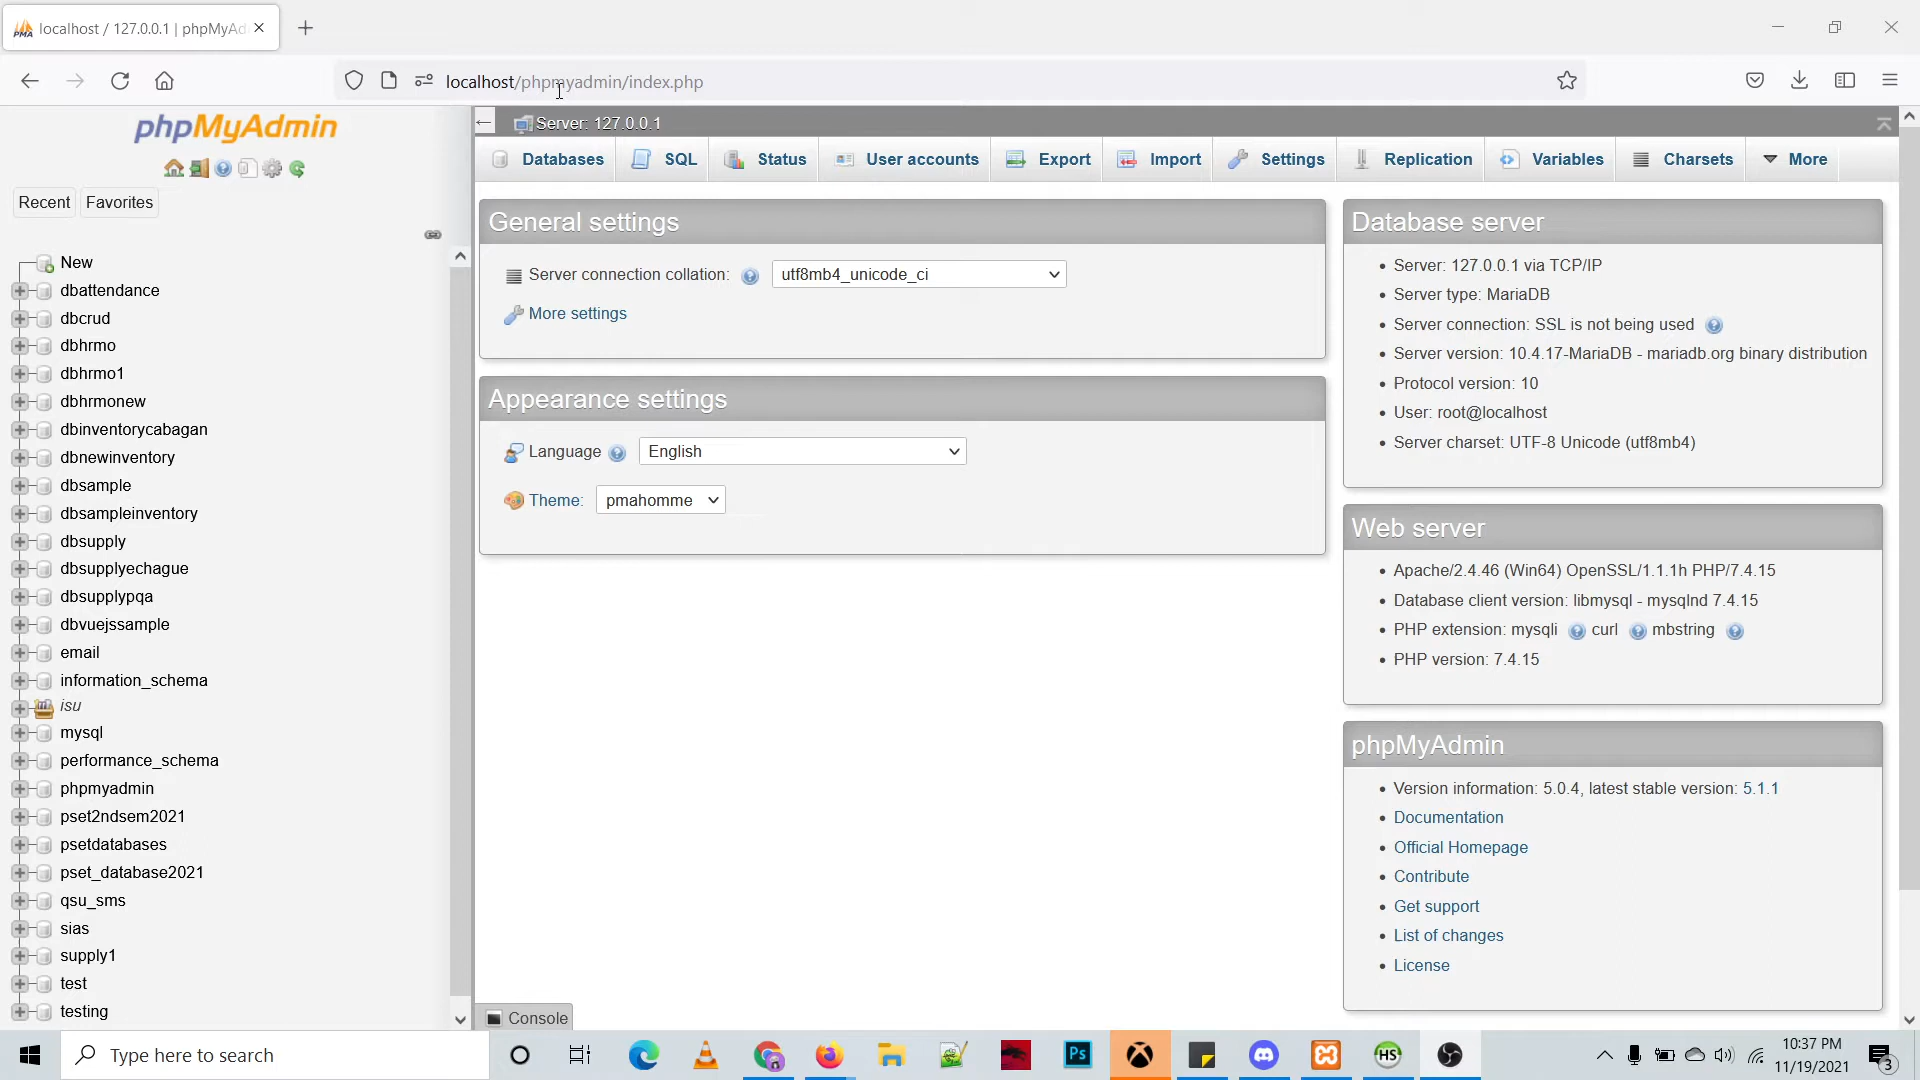 localhost / 127.0.0.1 | phpMyAd
localhost/phpmyadmin/index.php
phpMyAdmin
Recent
Favorites
New
dbattendance
dbcrud
dbhrmo
dbhrmo1
dbhrmonew
dbinventorycabagan
dbnewinventory
dbsample
dbsampleinventory
dbsupply
dbsupplyechague
dbsupplypqa
dbvuejssample
email
information_schema
isu
mysql
performance_schema
phpmyadmin
pset2ndsem2021
psetdatabases
pset_database2021
qsu_sms
sias
supply1
test
testing
Server: 127.0.0.1
Databases
SQL
Status
User accounts
Export
Import
Settings
Replication
Variables
Charsets
More
General settings
Server connection collation:
utf8mb4_unicode_ci
More settings
Appearance settings
Language
English
Theme:
pmahomme
Database server
Server: 127.0.0.1 via TCP/IP
Server type: MariaDB
Server connection: SSL is not being used
Server version: 10.4.17-MariaDB - mariadb.org binary distribution
Protocol version: 10
User: root@localhost
Server charset: UTF-8 Unicode (utf8mb4)
Web server
Apache/2.4.46 (Win64) OpenSSL/1.1.1h PHP/7.4.15
Database client version: libmysql - mysqlnd 7.4.15
PHP extension: mysqli curl mbstring
PHP version: 7.4.15
phpMyAdmin
Version information: 5.0.4, latest stable version: 5.1.1
Documentation
Official Homepage
Contribute
Get support
List of changes
License
Console
Type here to search
Ps
HS
10:37 PM
11/19/2021
3